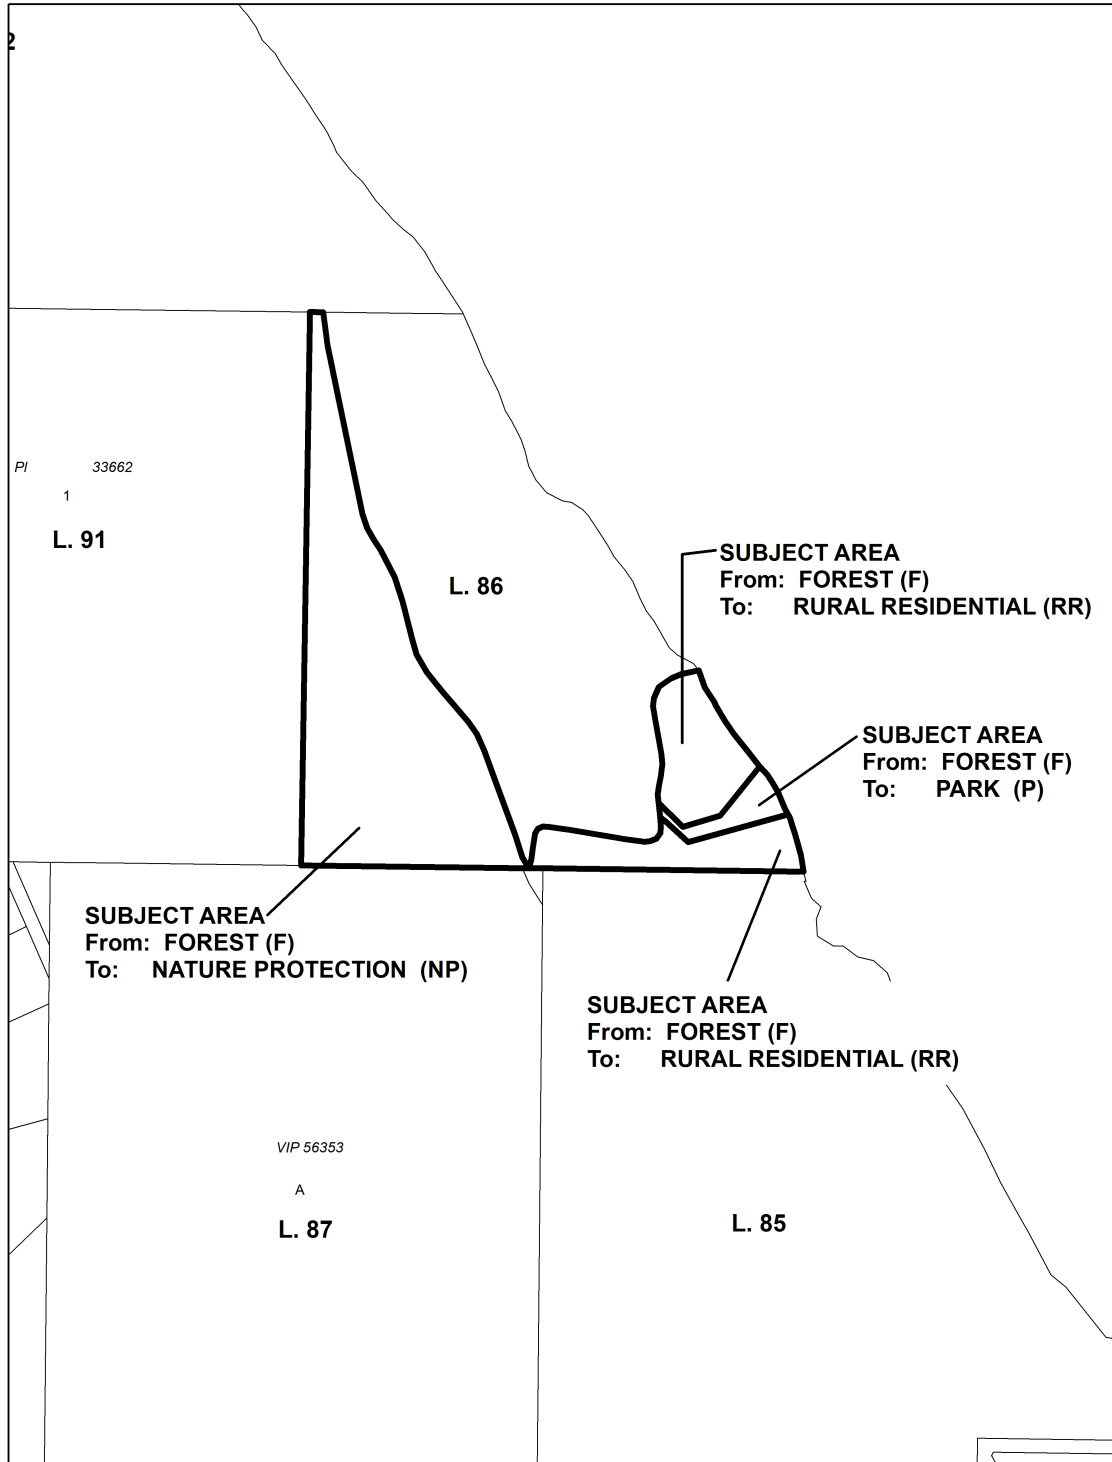 2
Pl 33662
1
L. 91
L. 86
SUBJECT AREA
From: FOREST (F)
To: RURAL RESIDENTIAL (RR)
SUBJECT AREA
From: FOREST (F)
To: PARK (P)
SUBJECT AREA
From: FOREST (F)
To: NATURE PROTECTION (NP)
SUBJECT AREA
From: FOREST (F)
To: RURAL RESIDENTIAL (RR)
VIP 56353
A
L. 87
L. 85